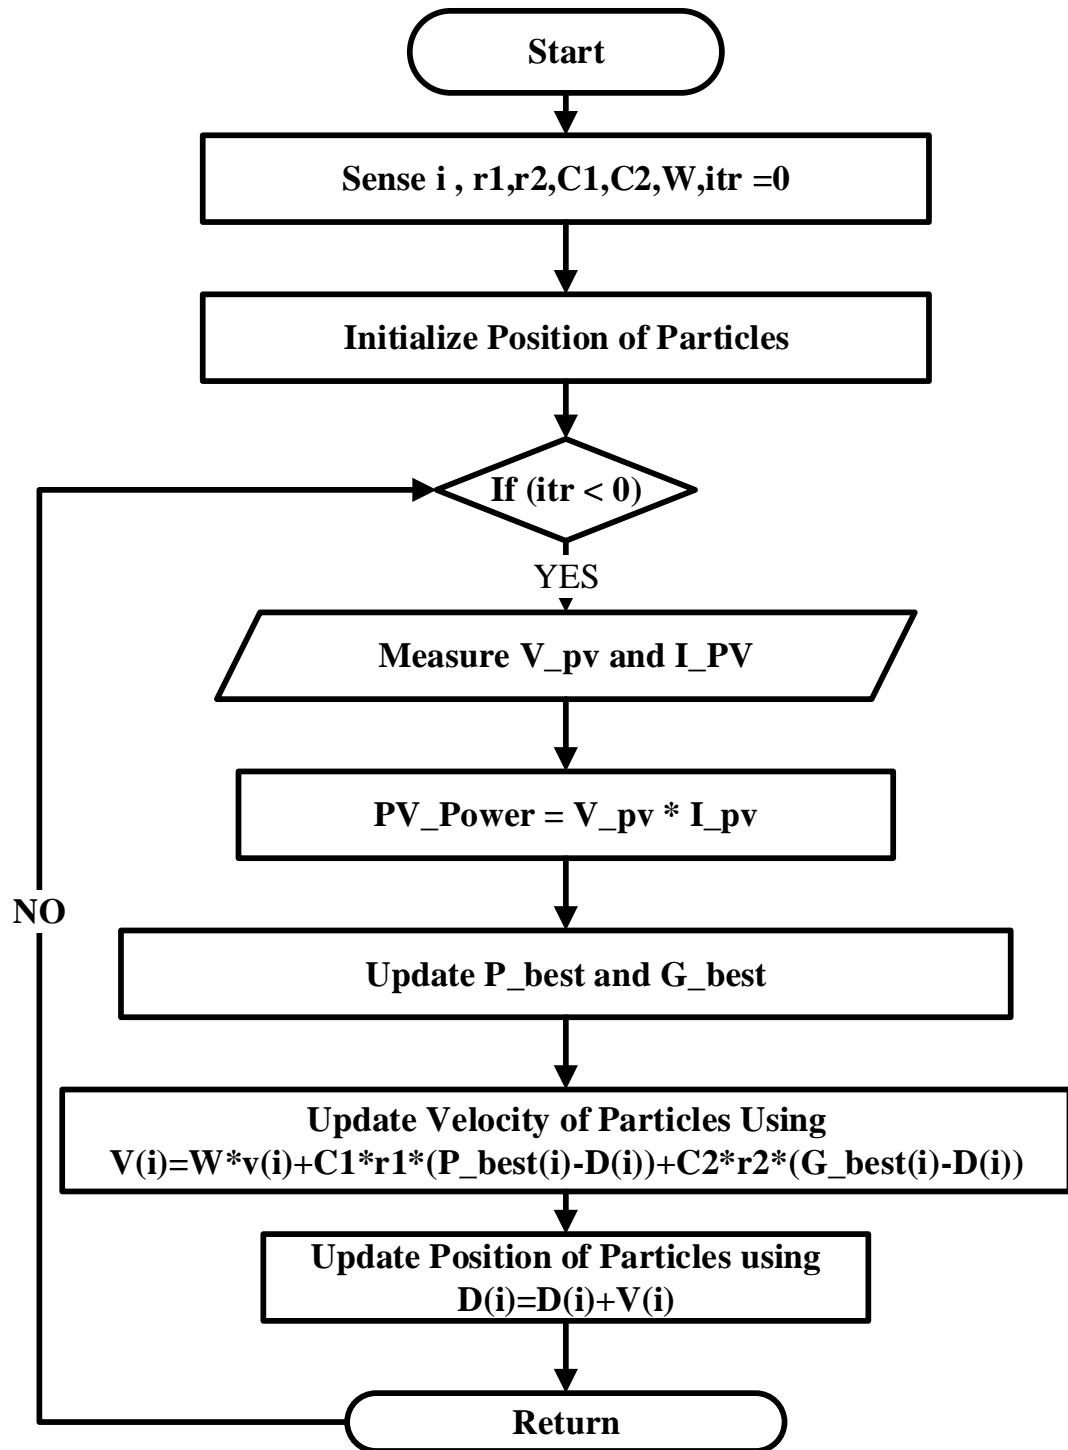 Start
Sense i , r1,r2,C1,C2,W,itr =0
Initialize Position of Particles
If (itr < 0)
YES
Measure V_pv and I_PV
PV_Power = V_pv * I_pv
NO
Update P_best and G_best
Update Velocity of Particles Using
V(i)=W*v(i)+C1*r1*(P_best(i)-D(i))+C2*r2*(G_best(i)-D(i))
Update Position of Particles using
D(i)=D(i)+V(i)
Return